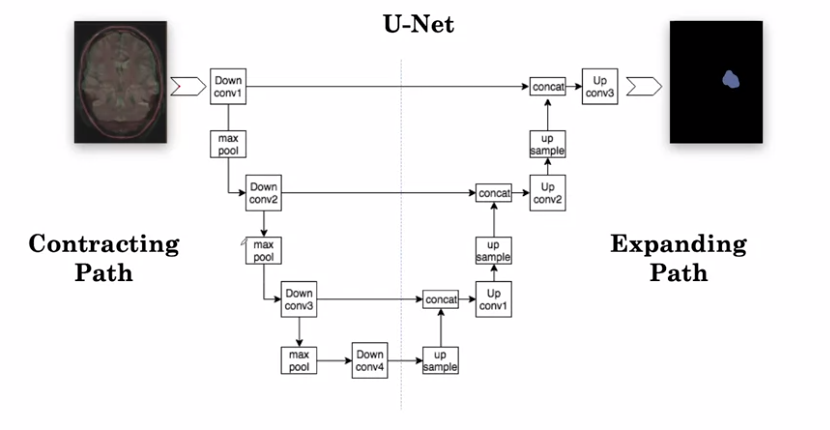 U-Net
Down
conv1
concat
Up
conv3
max
pool
up
sample
Down
conv2
concat
Up
conv2
Contracting
Path
max
pool
up
sample
Expanding
Path
Down
conv3
concat
Up
conv1
max
pool
Down
conv4
up
sample